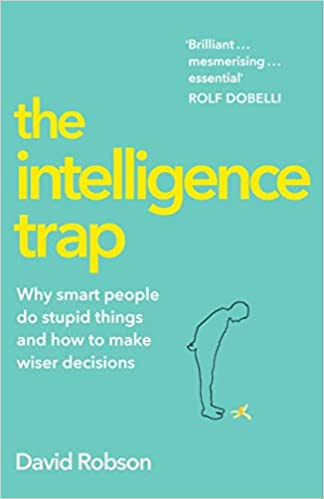 'Brilliant...
mesmerising...
essential'
ROLF DOBELLI
the
intelligence
trap
Why smart people
do stupid things
and how to make
wiser decisions
David Robson